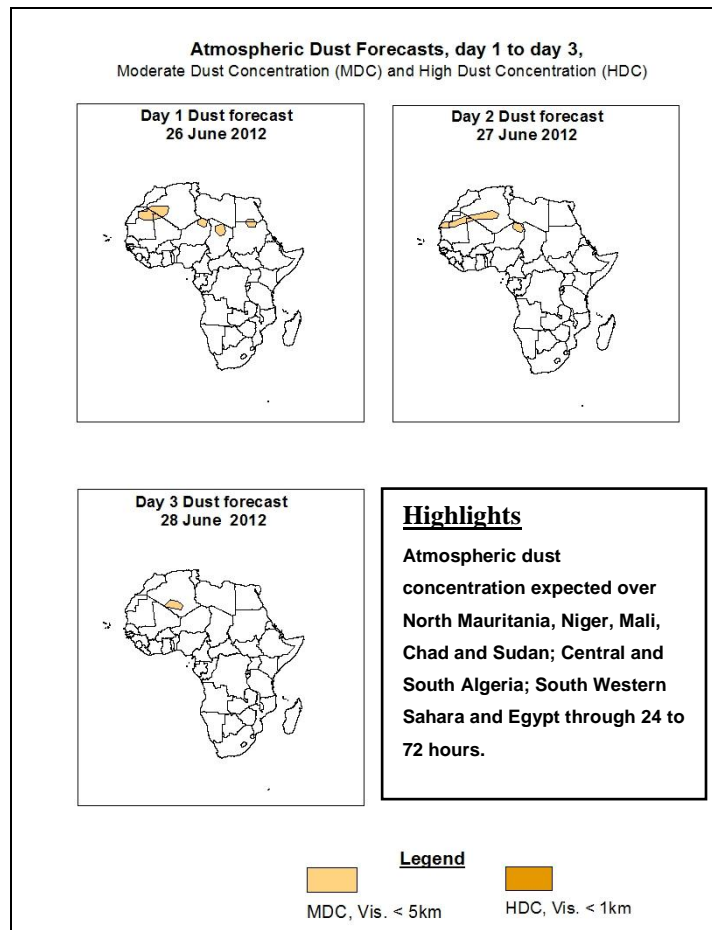 Atmospheric Dust Forecasts, day 1 to day 3,
Moderate Dust Concentration (MDC) and High Dust Concentration (HDC)
Day 1 Dust forecast
26 June 2012
Day 2 Dust forecast
27 June 2012
Day 3 Dust forecast
28 June 2012
Highlights
Atmospheric dust
concentration expected over
North Mauritania, Niger, Mali,
Chad and Sudan; Central and
South Algeria; South Western
Sahara and Egypt through 24 to
72 hours.
Legend
MDC, Vis. < 5km
HDC, Vis. < 1km